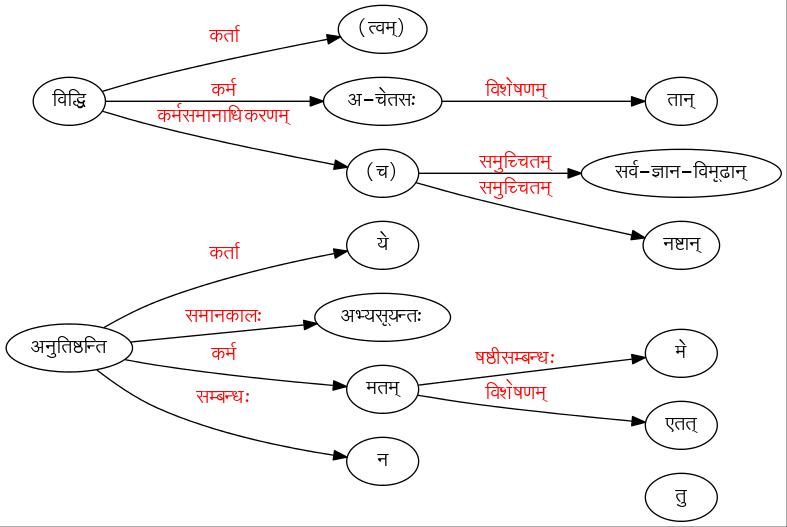 (त्वम्)
कर्ता
विद्धि
कर्म
अ-चेतसः
विशेषणम्
तान्
कर्मसमानाधिकरणम्
(च)
समुच्चितम्
सर्व-ज्ञान-विमूढान्
समुच्चितम्
नष्टान्
ये
कर्ता
समानकालः
अभ्यसूयन्तः
अनुतिष्ठन्ति
कर्म
षष्ठीसम्बन्धः
मे
मतम्
विशेषणम्
सम्बन्धः
एतत्
न
तु